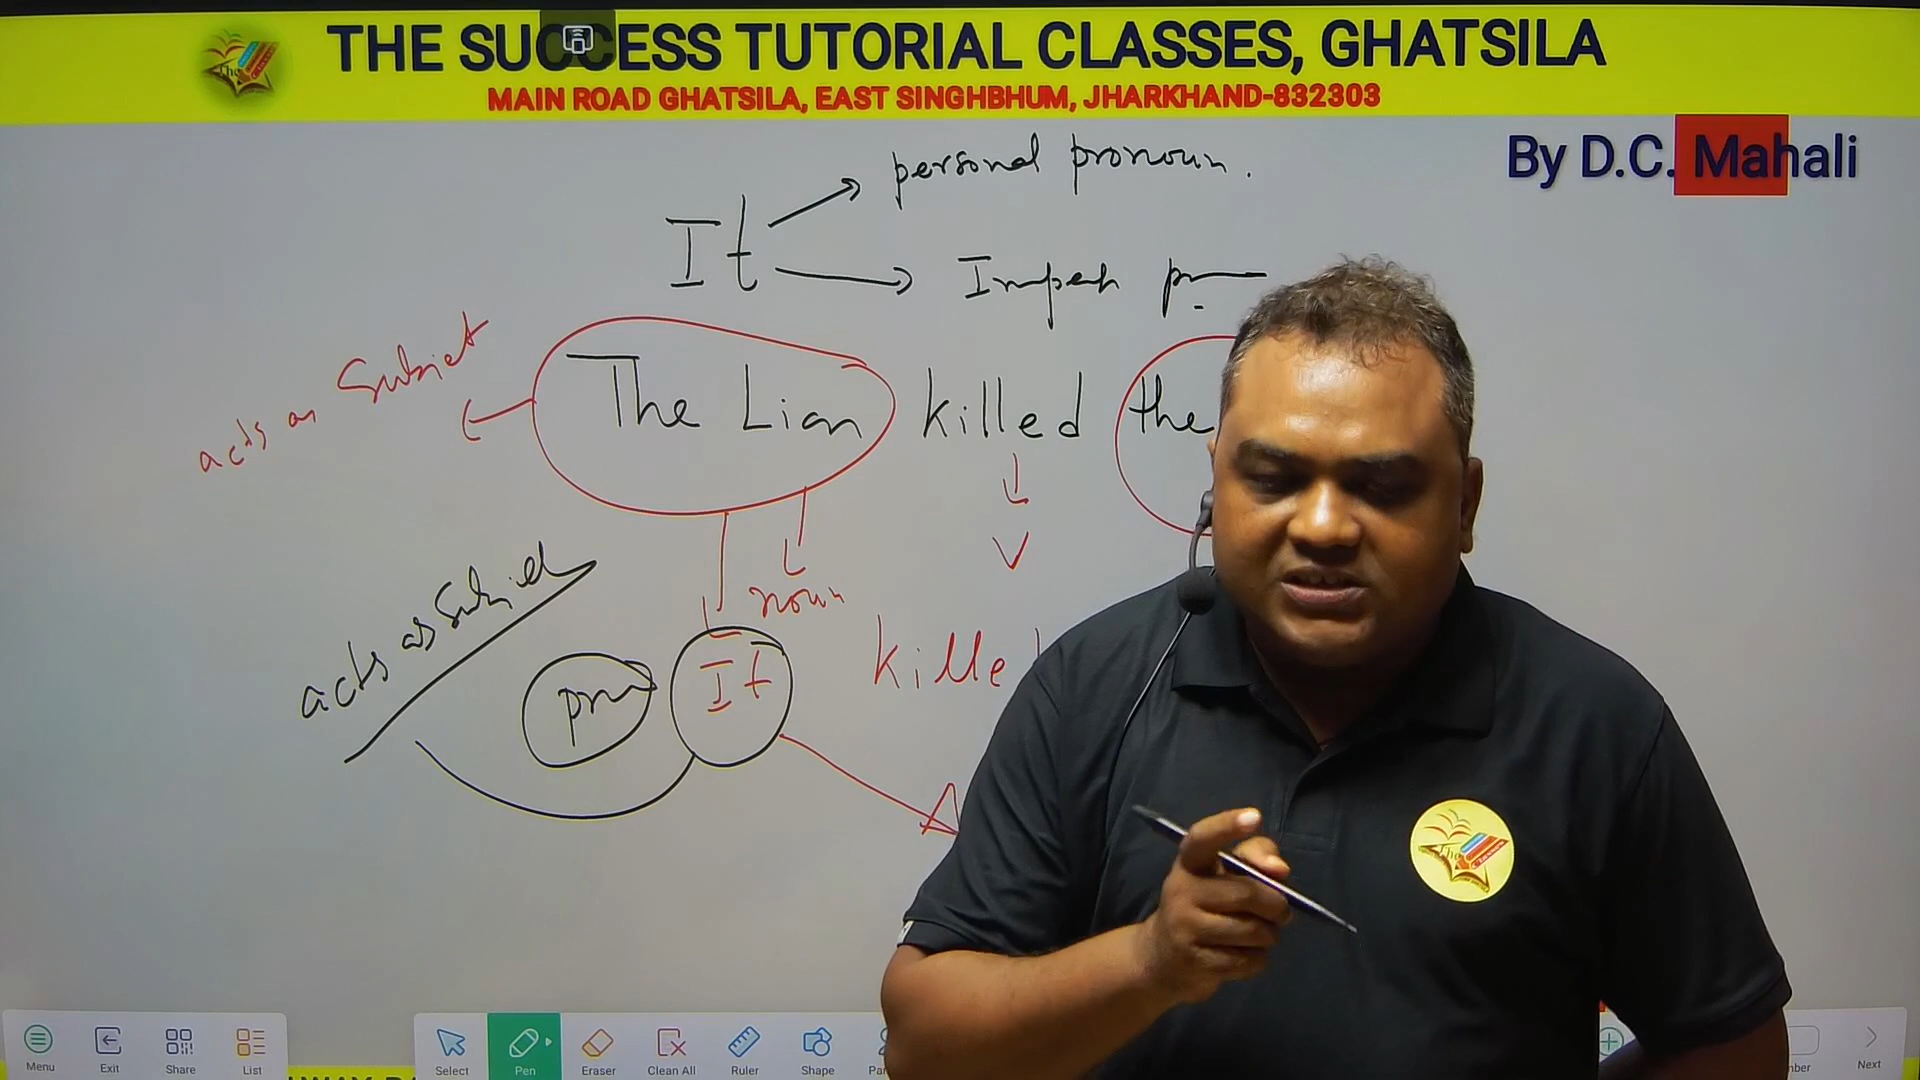 THE SUCCESS TUTORIAL CLASSES, GHATSILA
MAIN ROAD GHATSILA, EAST SINGHBHUM, JHARKHAND-832303
By D.C. Mahali
personal pronoun.
It
acts as Subject
The Lion killed the
V
noun
acts as Subject
It
Menu Exit Share List Select Pen Eraser Clean All Ruler Shape Next